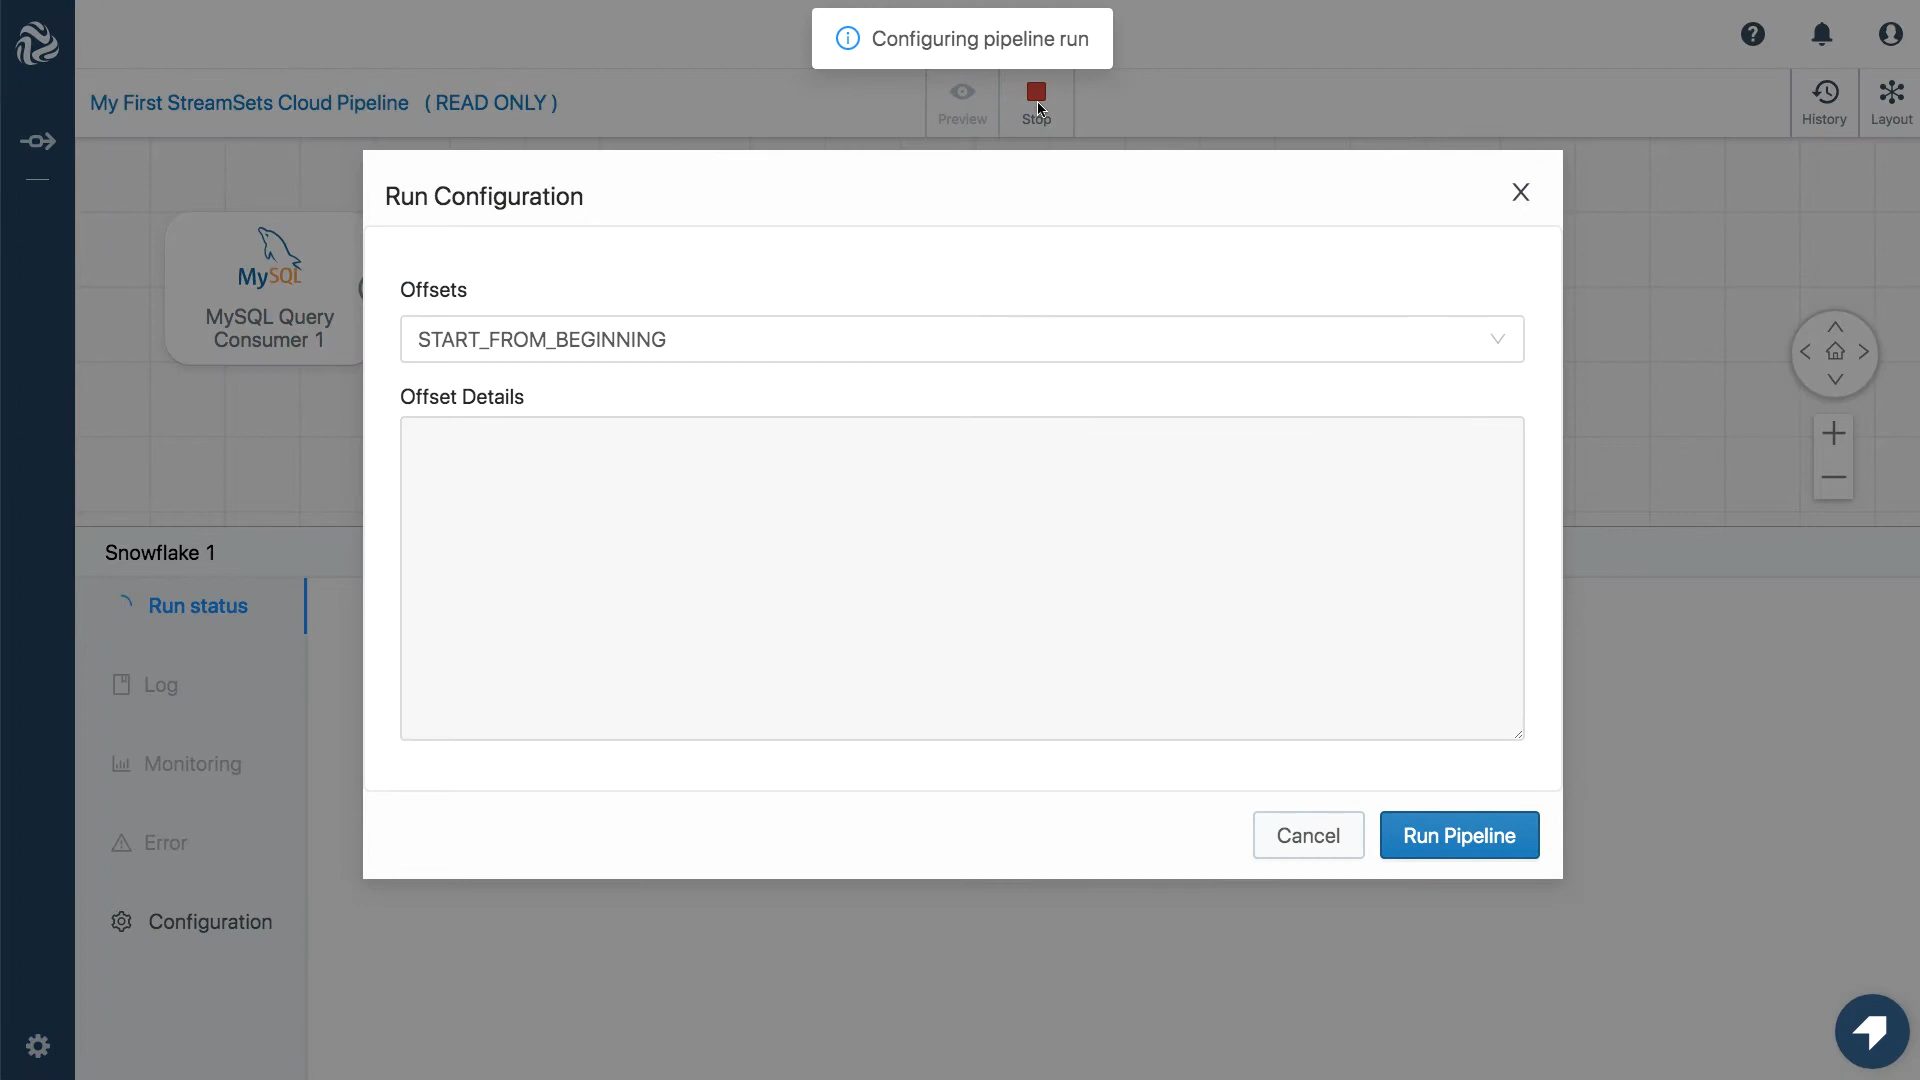 Configuring pipeline run
My First StreamSets Cloud Pipeline ( READ ONLY )
Preview
Stop
History
Layout
Run Configuration
MySQL
MySQL Query
Consumer 1
Offsets
START_FROM_BEGINNING
Offset Details
Snowflake 1
Run status
Log
Monitoring
Error
Configuration
Cancel
Run Pipeline